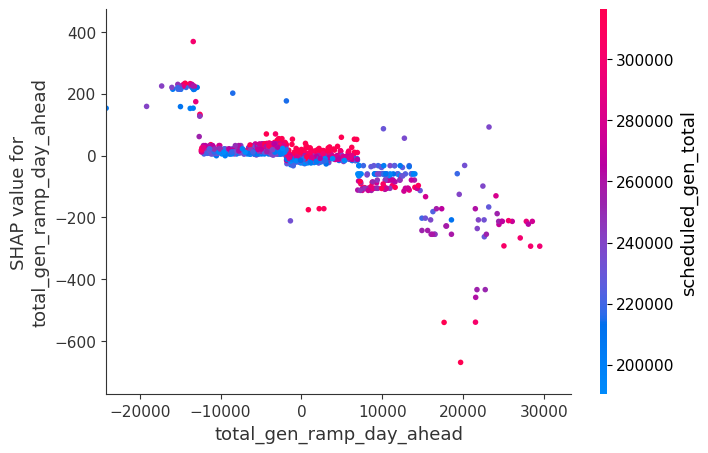 400
200
0
−200
−400
−600
SHAP value for
total_gen_ramp_day_ahead
−20000 −10000 0 10000 20000 30000
total_gen_ramp_day_ahead
300000
280000
260000
240000
220000
200000
scheduled_gen_total